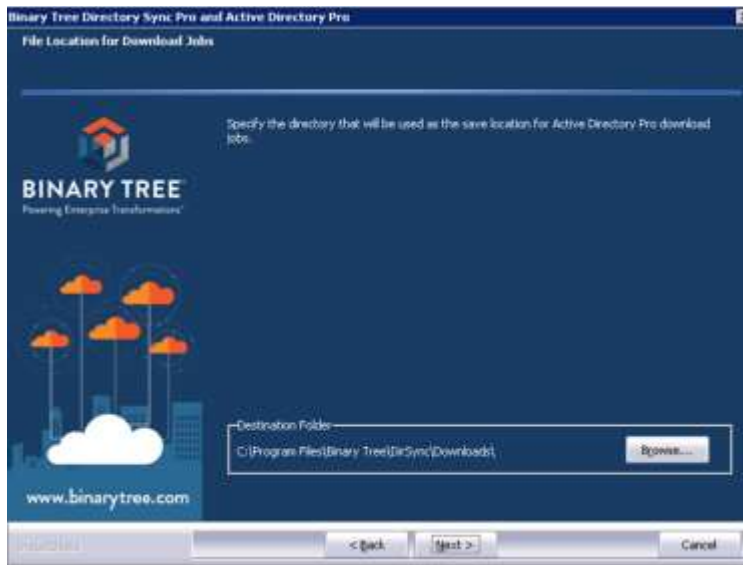 Binary Tree Directory Sync Pro and Active Directory Pro
File Location for Download Jobs
Specify the directory that will be used as the save location for Active Directory Pro download
jobs.
BINARY TREE
Powering Enterprise Transformations
Destination Folder
C:\Program Files\Binary Tree\DirSync\Downloads\
Browse...
www.binarytree.com
< Back
Next >
Cancel